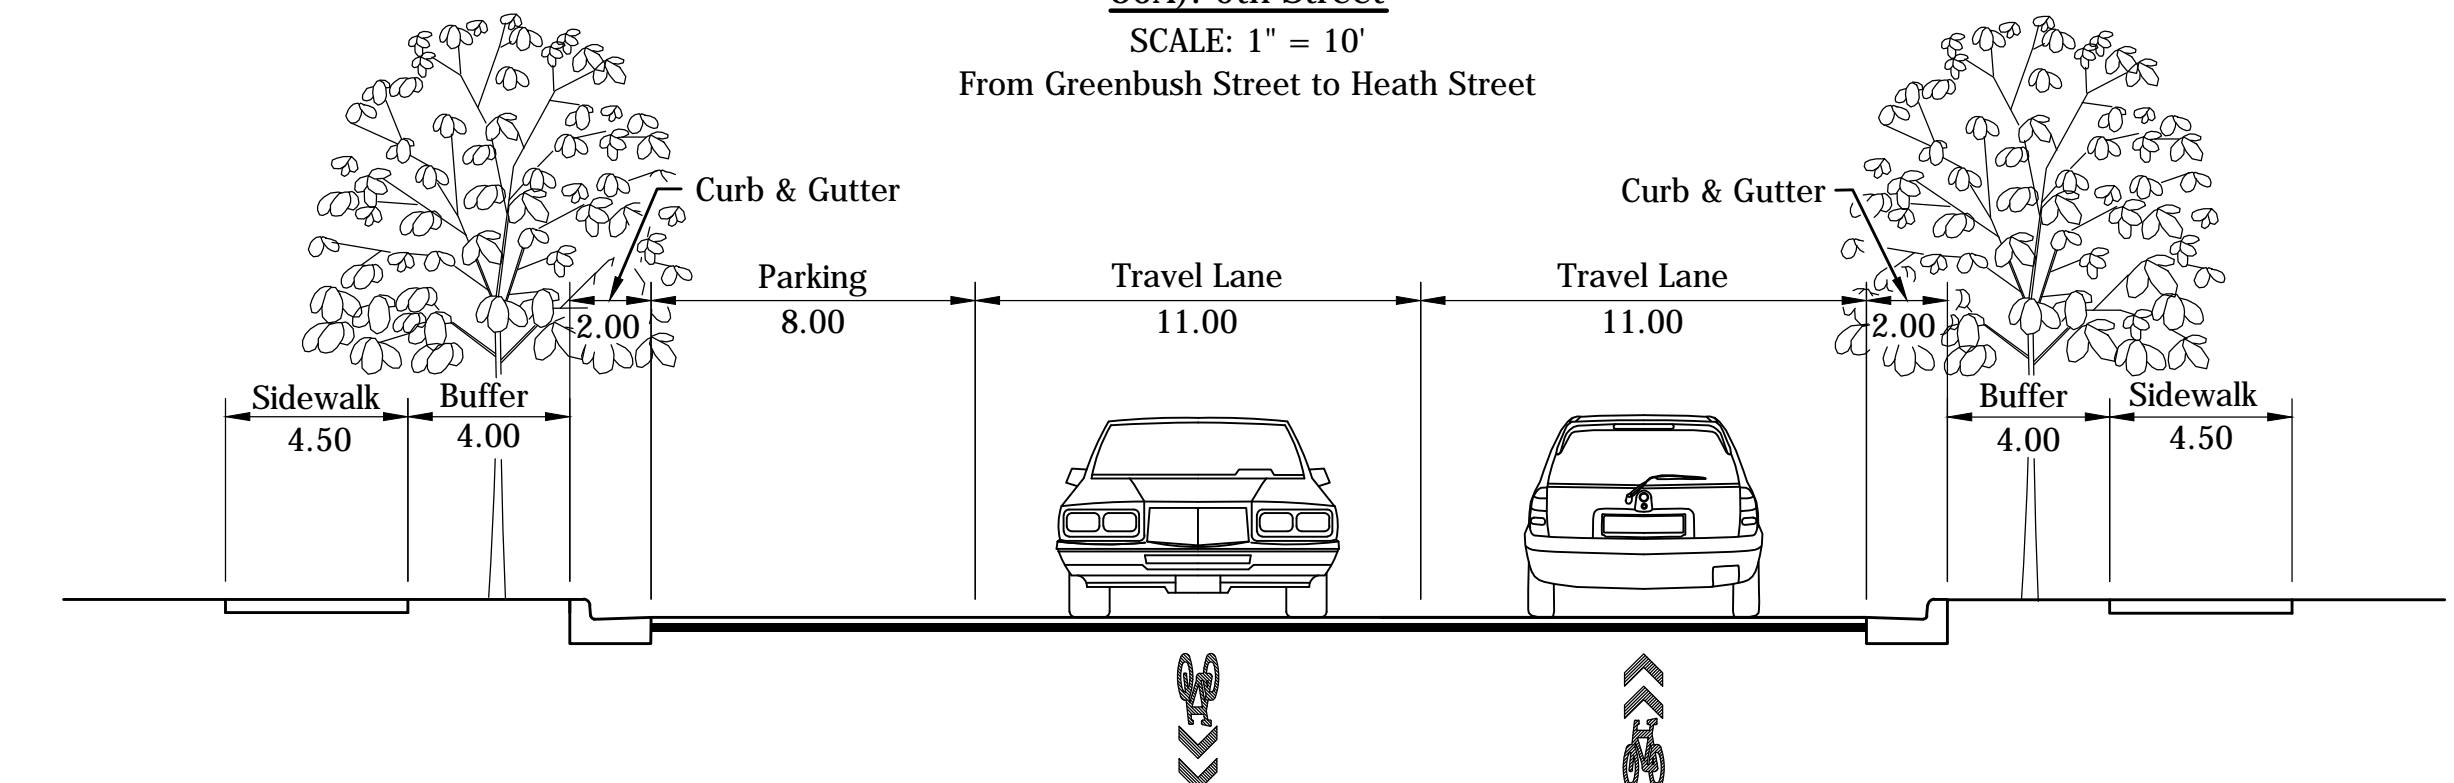 SCALE: 1" = 10'
From Greenbush Street to Heath Street
Curb & Gutter
Curb & Gutter
Parking
Travel Lane
Travel Lane
2.00
8.00
11.00
11.00
2.00
Sidewalk
Buffer
Buffer
Sidewalk
4.50
4.00
4.00
4.50